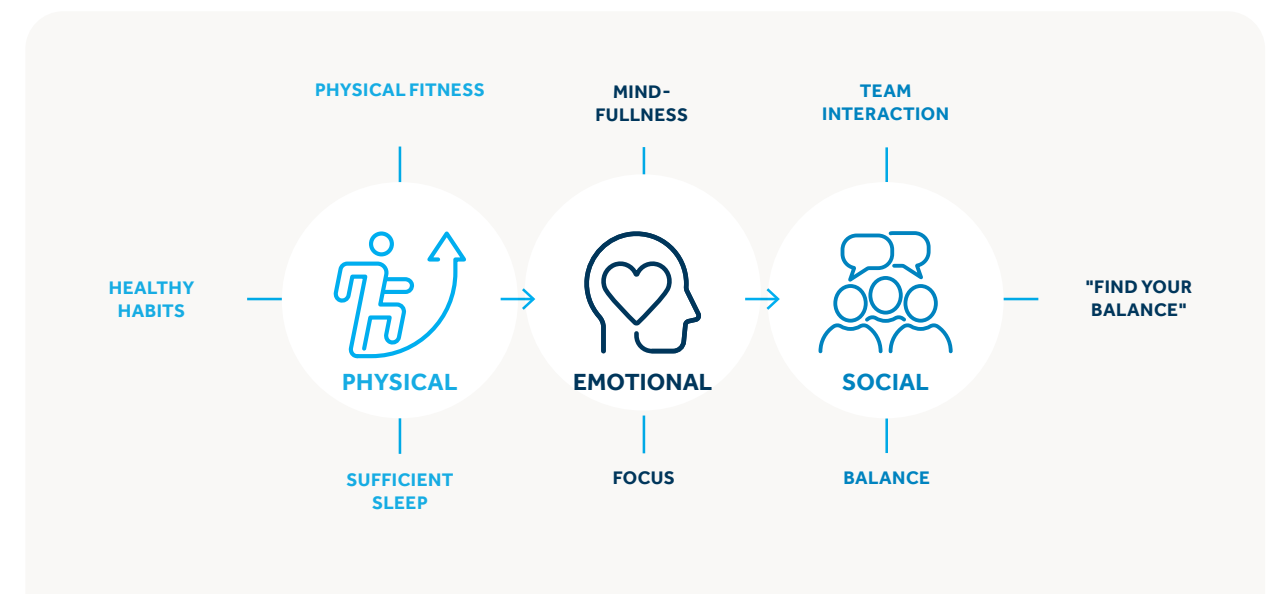 PHYSICAL FITNESS
MIND-
FULLNESS
TEAM
INTERACTION
HEALTHY
HABITS
"FIND YOUR
BALANCE"
PHYSICAL
EMOTIONAL
SOCIAL
SUFFICIENT
SLEEP
FOCUS
BALANCE